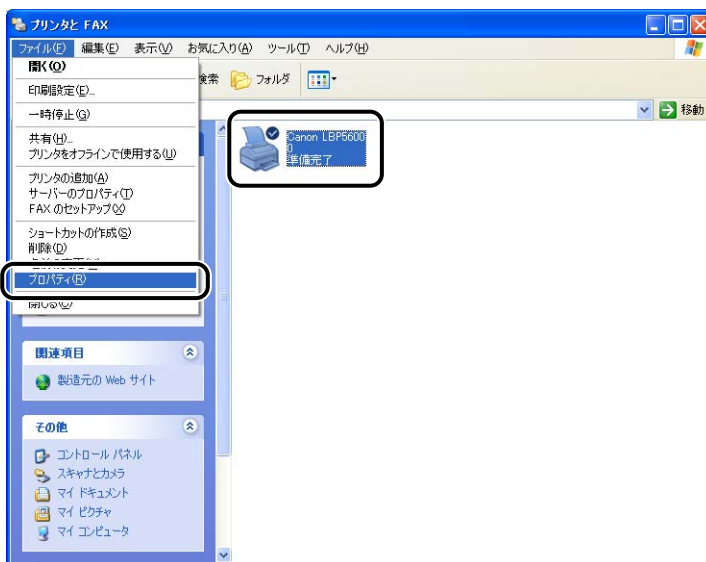 プリンタと FAX
ファイル(F) 編集(E) 表示(V) お気に入り(A) ツール(T) ヘルプ(H)
開く(O)
検索 フォルダ
印刷設定(E)...
一時停止(G)
移動
共有(H)...
プリンタをオフラインで使用する(U)
Canon LBP5600
0
準備完了
プリンタの追加(A)
サーバーのプロパティ(T)
FAX のセットアップ(X)
ショートカットの作成(S)
削除(D)
プロパティ(R)
閉じる(C)
関連項目
製造元の Web サイト
その他
コントロール パネル
スキャナとカメラ
マイ ドキュメント
マイ ピクチャ
マイ コンピュータ